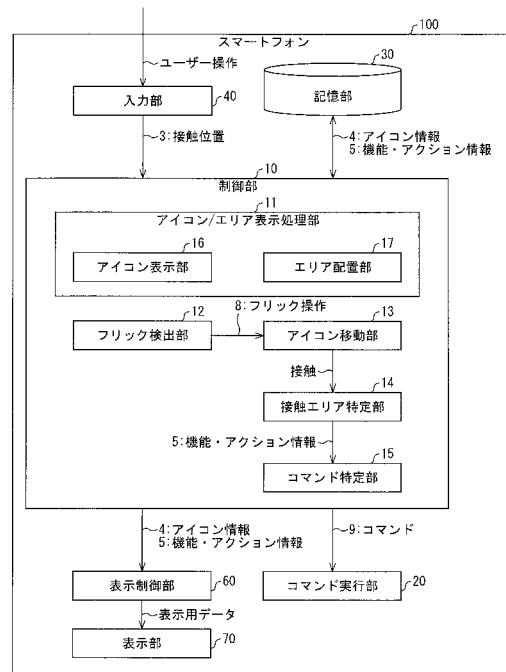 100
スマートフォン
ユーザー操作
30
入力部
40
記憶部
3:接触位置
4:アイコン情報
5:機能・アクション情報
10
制御部
11
アイコン/エリア表示処理部
16
アイコン表示部
17
エリア配置部
8:フリック操作
12
フリック検出部
13
アイコン移動部
接触
14
接触エリア特定部
5:機能・アクション情報
15
コマンド特定部
4:アイコン情報
5:機能・アクション情報
9:コマンド
表示制御部
60
コマンド実行部
20
表示用データ
表示部
70